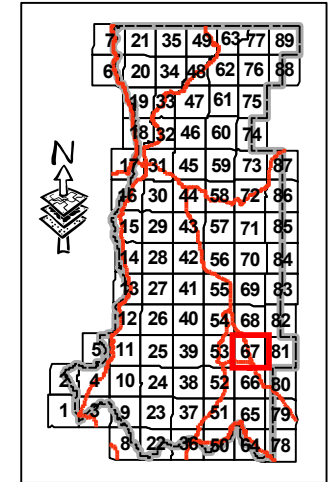 7 21 35 49 63 77 89
6 20 34 48 62 76 88
19 33 47 61 75
18 32 46 60 74
17 31 45 59 73 87
N
16 30 44 58 72 86
15 29 43 57 71 85
14 28 42 56 70 84
13 27 41 55 69 83
12 26 40 54 68 82
5 11 25 39 53 67 81
2 4 10 24 38 52 66 80
1 3 9 23 37 51 65 79
8 22 36 50 64 78